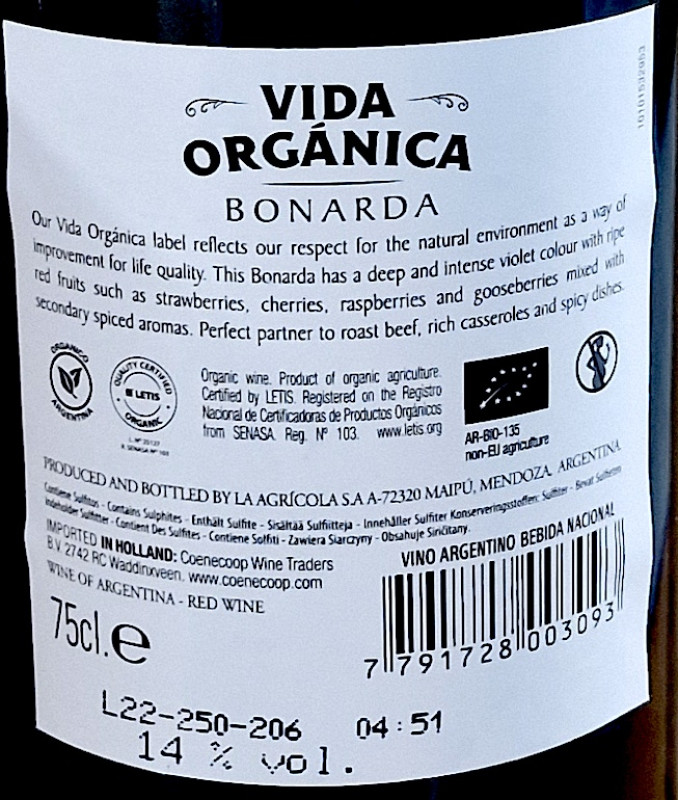 VIDA
ORGÁNICA
BONARDA
Our Vida Orgánica label reflects our respect for the natural environment as a way of
improvement for life quality. This Bonarda has a deep and intense violet colour with ripe
red fruits such as strawberries, cherries, raspberries and gooseberries mixed with
secondary spiced aromas. Perfect partner to roast beef, rich casseroles and spicy dishes.
ORGÁNICO
ARGENTINA
QUALITY CERTIFIED
LETIS
ORGANIC
Organic wine. Product of organic agriculture.
Certified by LETIS. Registered on the Registro
Nacional de Certificadoras de Productos Orgánicos
from SENASA. Reg. Nº 103. www.letis.org
AR-BIO-135
non-EU agriculture
PRODUCED AND BOTTLED BY LA AGRÍCOLA S.A A-72320 MAIPÚ, MENDOZA, ARGENTINA
Contiene Sulfitos - Contains Sulphites - Enthält Sulfite - Sisältää Sulfiitteja - Innehåller Sulfiter Konserveringsstoffen: Sulfiter -
Indeholder Sulfitter - Contient Des Sulfites - Contiene Solfiti - Zawiera Siarczyny - Obsahuje Siričitany.
IMPORTED IN HOLLAND: Coenecoop Wine Traders
B.V. 2742 RC Waddinxveen. www.coenecoop.com
WINE OF ARGENTINA - RED WINE
VINO ARGENTINO BEBIDA NACIONAL
75cl. e
7 791728 003093
L22-250-206 04:51
14 % vol.